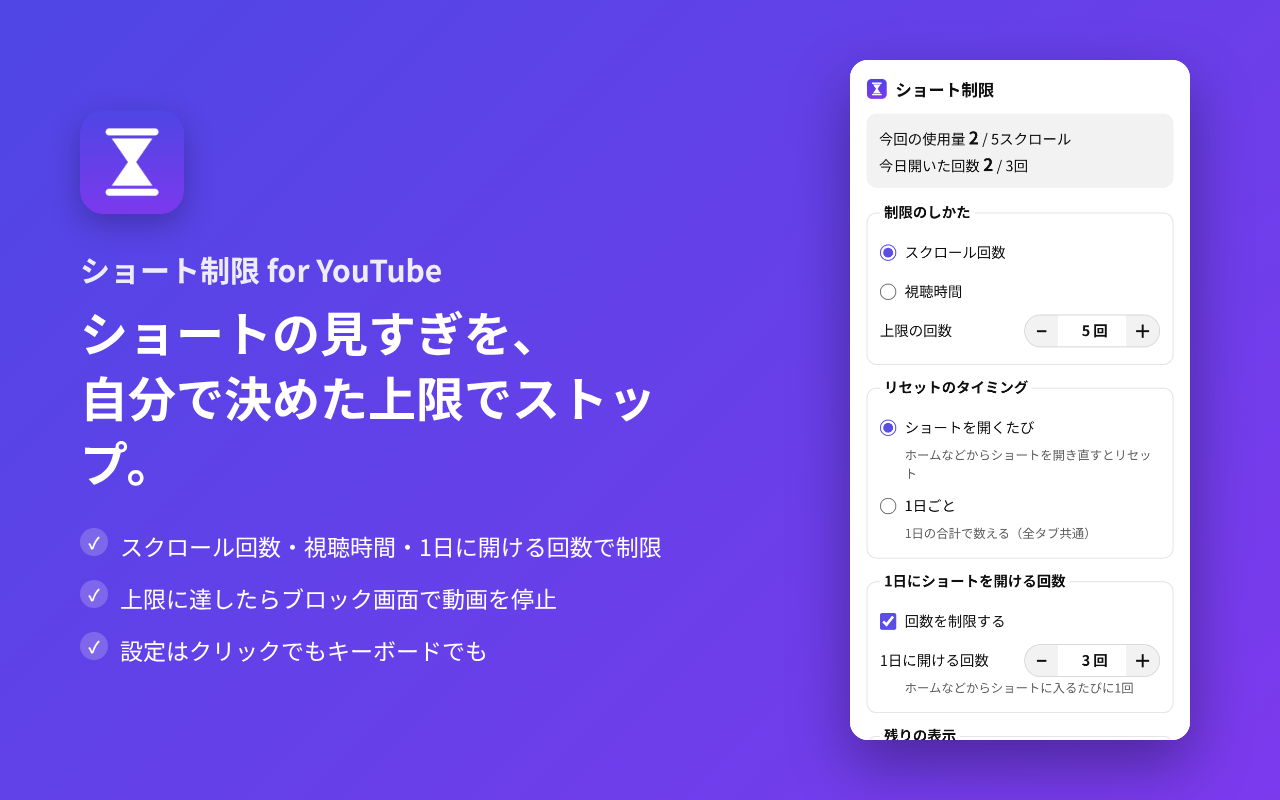 ショート制限 for YouTube
ショートの見すぎを、
自分で決めた上限でストッ
プ。
スクロール回数・視聴時間・1日に開ける回数で制限
上限に達したらブロック画面で動画を停止
設定はクリックでもキーボードでも
ショート制限
今回の使用量 2 / 5スクロール
今日開いた回数 2 / 3回
制限のしかた
スクロール回数
視聴時間
上限の回数 − 5 回 +
リセットのタイミング
ショートを開くたび
ホームなどからショートを開き直すとリセッ
ト
1日ごと
1日の合計で数える（全タブ共通）
1日にショートを開ける回数
回数を制限する
1日に開ける回数 − 3 回 +
ホームなどからショートに入るたびに1回
残りの表示